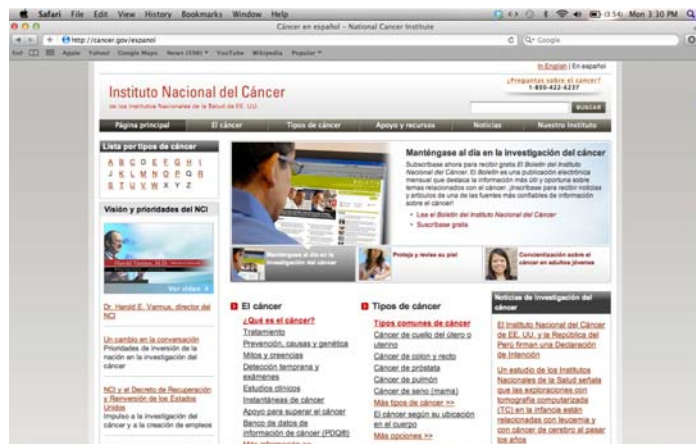 Safari File Edit View History Bookmarks Window Help
(3:54) Mon 3:30 PM
Cáncer en español – National Cancer Institute
http://cancer.gov/espanol
Google
Apple Yahoo! Google Maps News (558) YouTube Wikipedia Popular
In English | En español
¿Preguntas sobre el cáncer?
1-800-422-6237
Instituto Nacional del Cáncer
de los Institutos Nacionales de la Salud de EE. UU.
BUSCAR
Página principal El cáncer Tipos de cáncer Apoyo y recursos Noticias Nuestro Instituto
Lista por tipos de cáncer
A B C D E F G H I
J K L M N O P Q R
S T U V W X Y Z
Visión y prioridades del NCI
Harold Varmus, M.D.
Ver video
Dr. Harold E. Varmus, director del
NCI
Un cambio en la conversación
Prioridades de inversión de la
nación en la investigación del
cáncer
NCI y el Decreto de Recuperación
y Reinversión de los Estados
Unidos
Impulso a la investigación del
cáncer y a la creación de empleos
Manténgase al día en la investigación del cáncer
Subscríbase ahora para recibir gratis El Boletín del Instituto
Nacional del Cáncer. El Boletín es una publicación electrónica
mensual que destaca la información más útil y oportuna sobre
temas relacionados con el cáncer. ¡Inscríbase para recibir noticias
y artículos de una de las fuentes más confiables de información
sobre el cáncer!
• Lea el Boletín del Instituto Nacional del Cáncer
• Suscríbase gratis
Manténgase al día en la
investigación del cáncer
Proteja y revise su piel
Concientización sobre el
cáncer en adultos jóvenes
El cáncer
¿Qué es el cáncer?
Tratamiento
Prevención, causas y genética
Mitos y creencias
Detección temprana y
exámenes
Estudios clínicos
Instantáneas de cáncer
Apoyo para superar el cáncer
Banco de datos de
información de cáncer (PDQ®)
Más información >>
Tipos de cáncer
Tipos comunes de cáncer
Cáncer de cuello del útero o
uterino
Cáncer de colon y recto
Cáncer de próstata
Cáncer de pulmón
Cáncer de seno (mama)
Más tipos de cáncer >>
El cáncer según su ubicación
en el cuerpo
Más opciones >>
Noticias de investigación del
cáncer
El Instituto Nacional del Cáncer
de EE. UU. y la República del
Perú firman una Declaración
de Intención
Un estudio de los Institutos
Nacionales de la Salud señala
que las exploraciones con
tomografía computarizada
(TC) en la infancia están
relacionadas con leucemia y
con cáncer de cerebro al pasar
los años